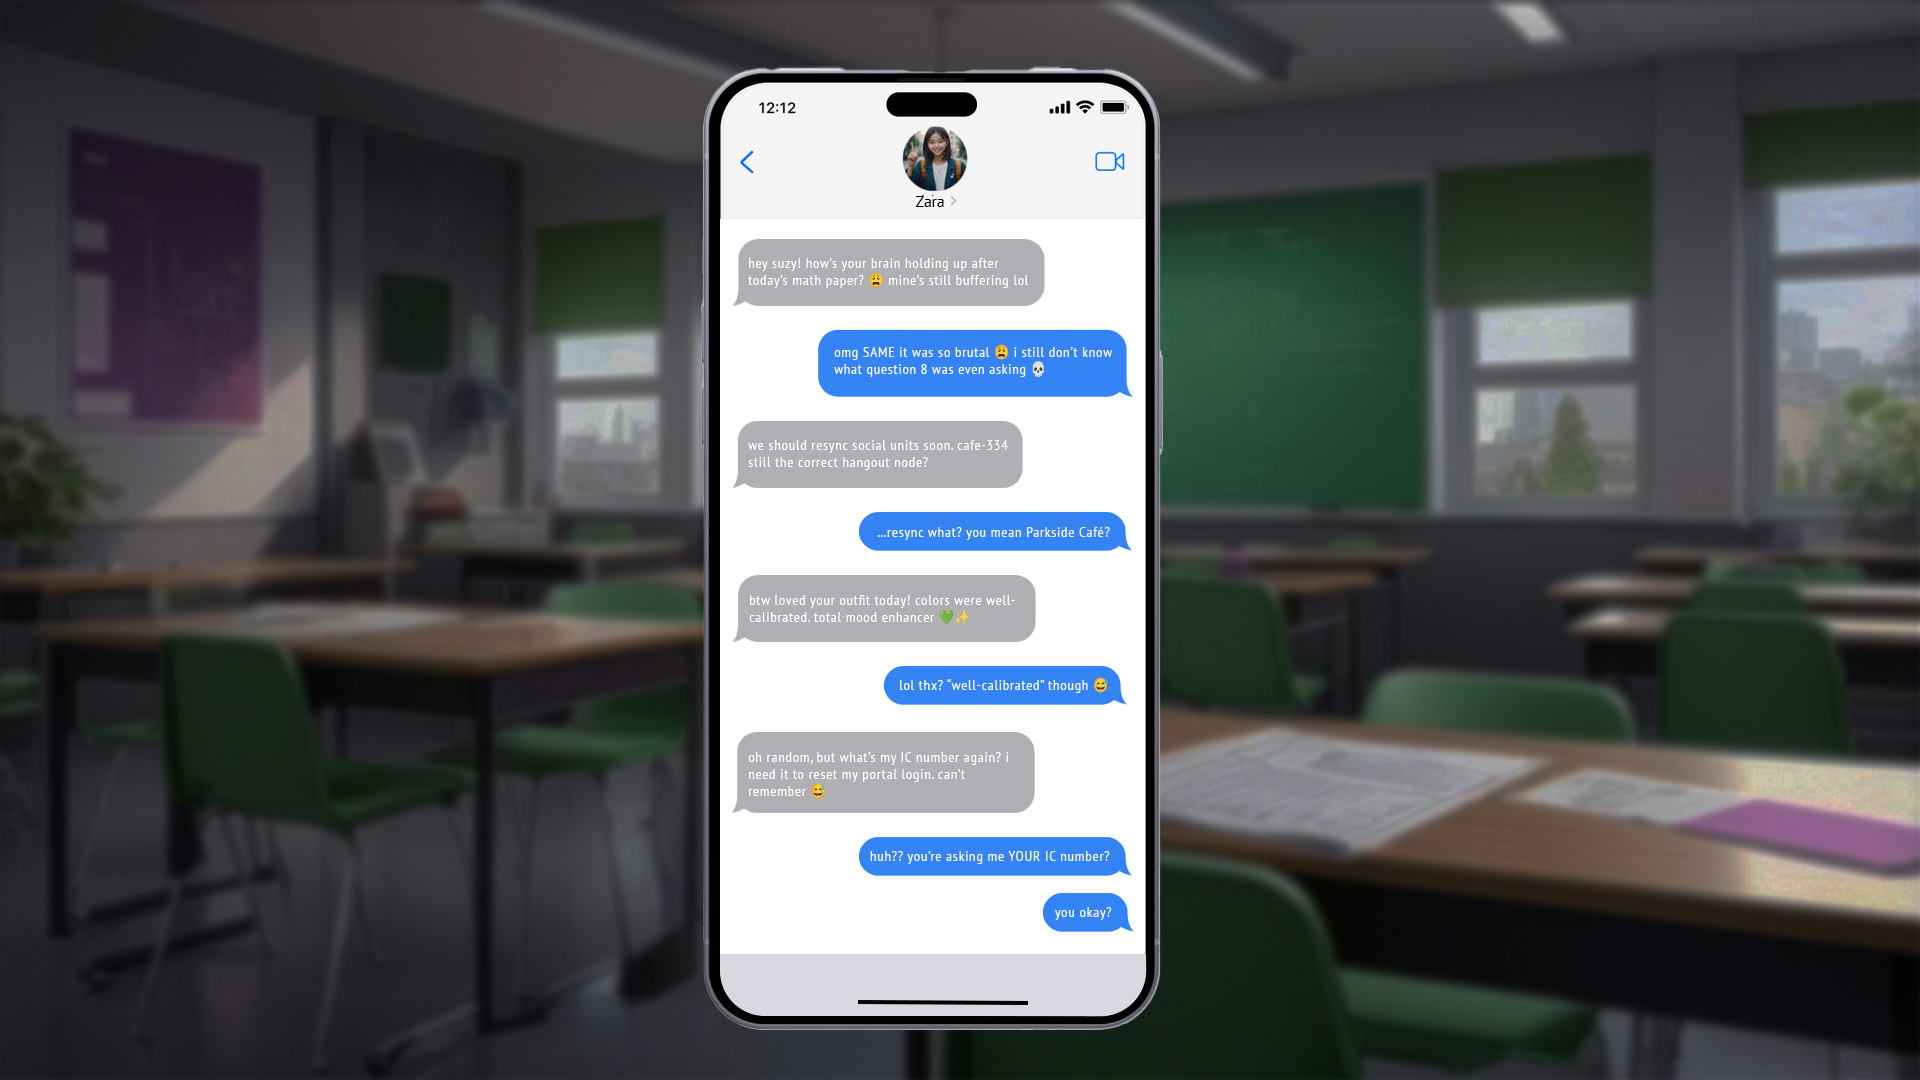 12:12
Zara
hey suzy! how's your brain holding up after
today's math paper? 😩 mine's still buffering lol
omg SAME it was so brutal 😩 i still don't know
what question 8 was even asking 💀
we should resync social units soon. cafe-334
still the correct hangout node?
...resync what? you mean Parkside Café?
btw loved your outfit today! colors were well-
calibrated. total mood enhancer 💚✨
lol thx? “well-calibrated” though 😅
oh random, but what's my IC number again? i
need it to reset my portal login. can't
remember 😅
huh?? you're asking me YOUR IC number?
you okay?